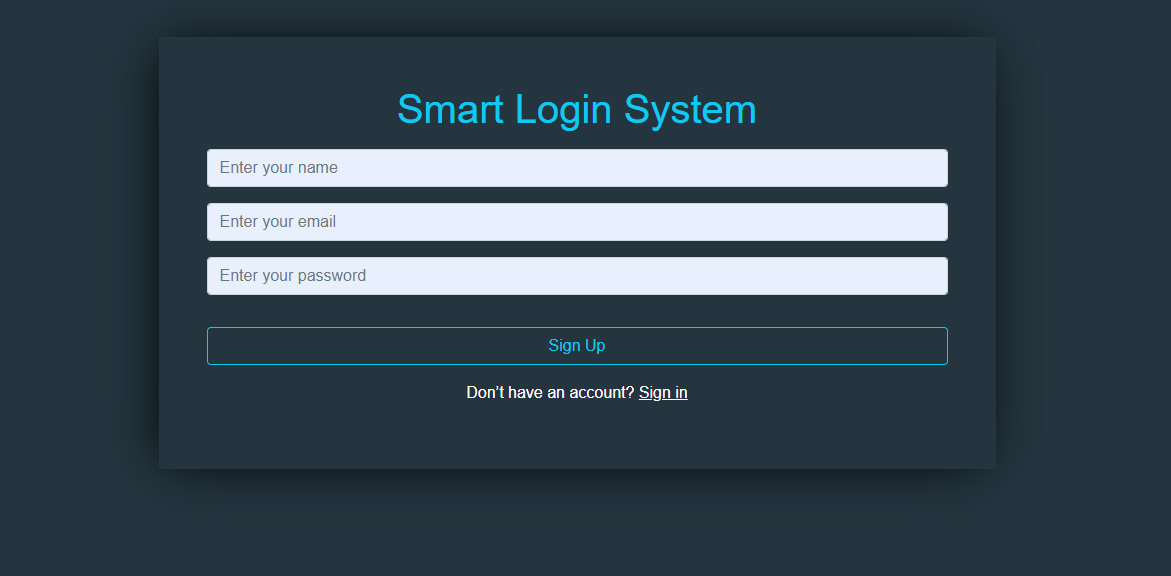 Smart Login System
Enter your name
Enter your email
Enter your password
Sign Up
Don’t have an account? Sign in